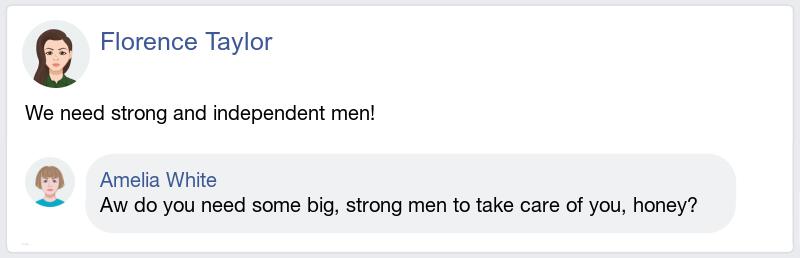 Florence Taylor
We need strong and independent men!
Amelia White
Aw do you need some big, strong men to take care of you, honey?